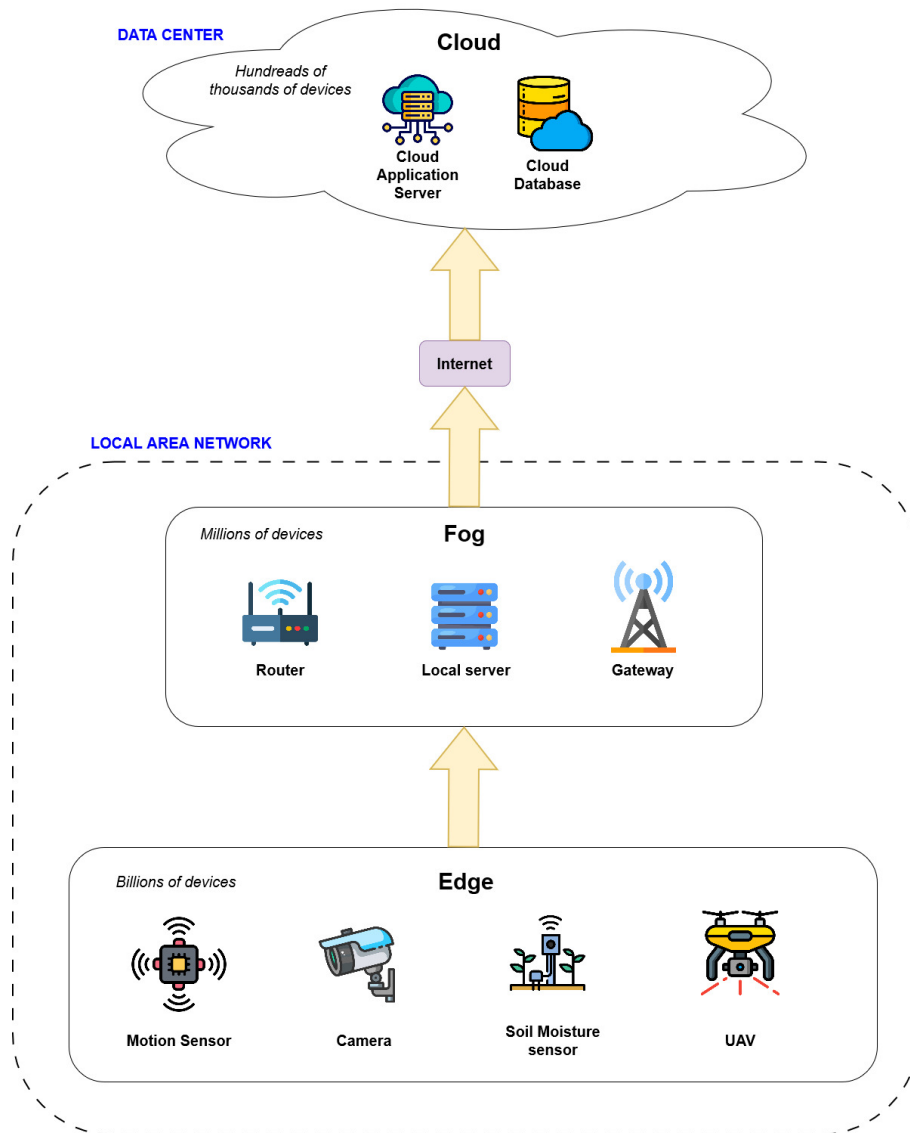 DATA CENTER
Cloud
Hundreads of
thousands of devices
Cloud
Application
Server
Cloud
Database
Internet
LOCAL AREA NETWORK
Millions of devices
Fog
Router
Local server
Gateway
Billions of devices
Edge
Motion Sensor
Camera
Soil Moisture
sensor
UAV